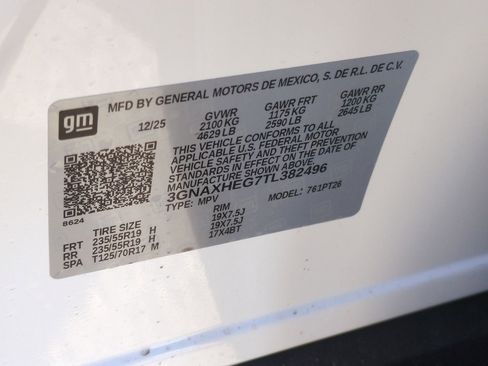 gm
MFD BY GENERAL MOTORS DE MEXICO, S. DE R.L. DE C.V.
12/25 GVWR GAWR FRT GAWR RR
2100 KG 1175 KG 1200 KG
4629 LB 2590 LB 2645 LB
THIS VEHICLE CONFORMS TO ALL
APPLICABLE U.S. FEDERAL MOTOR
VEHICLE SAFETY AND BUMPER
STANDARDS IN EFFECT ON THE DATE
OF MANUFACTURE SHOWN ABOVE.
3GNAXHEG7TL382496
TYPE: MPV MODEL: 761PT26
8624
TIRE SIZE RIM
FRT 235/55R19 H 19X7.5J
RR 235/55R19 H 19X7.5J
SPA T125/70R17 M 17X4BT